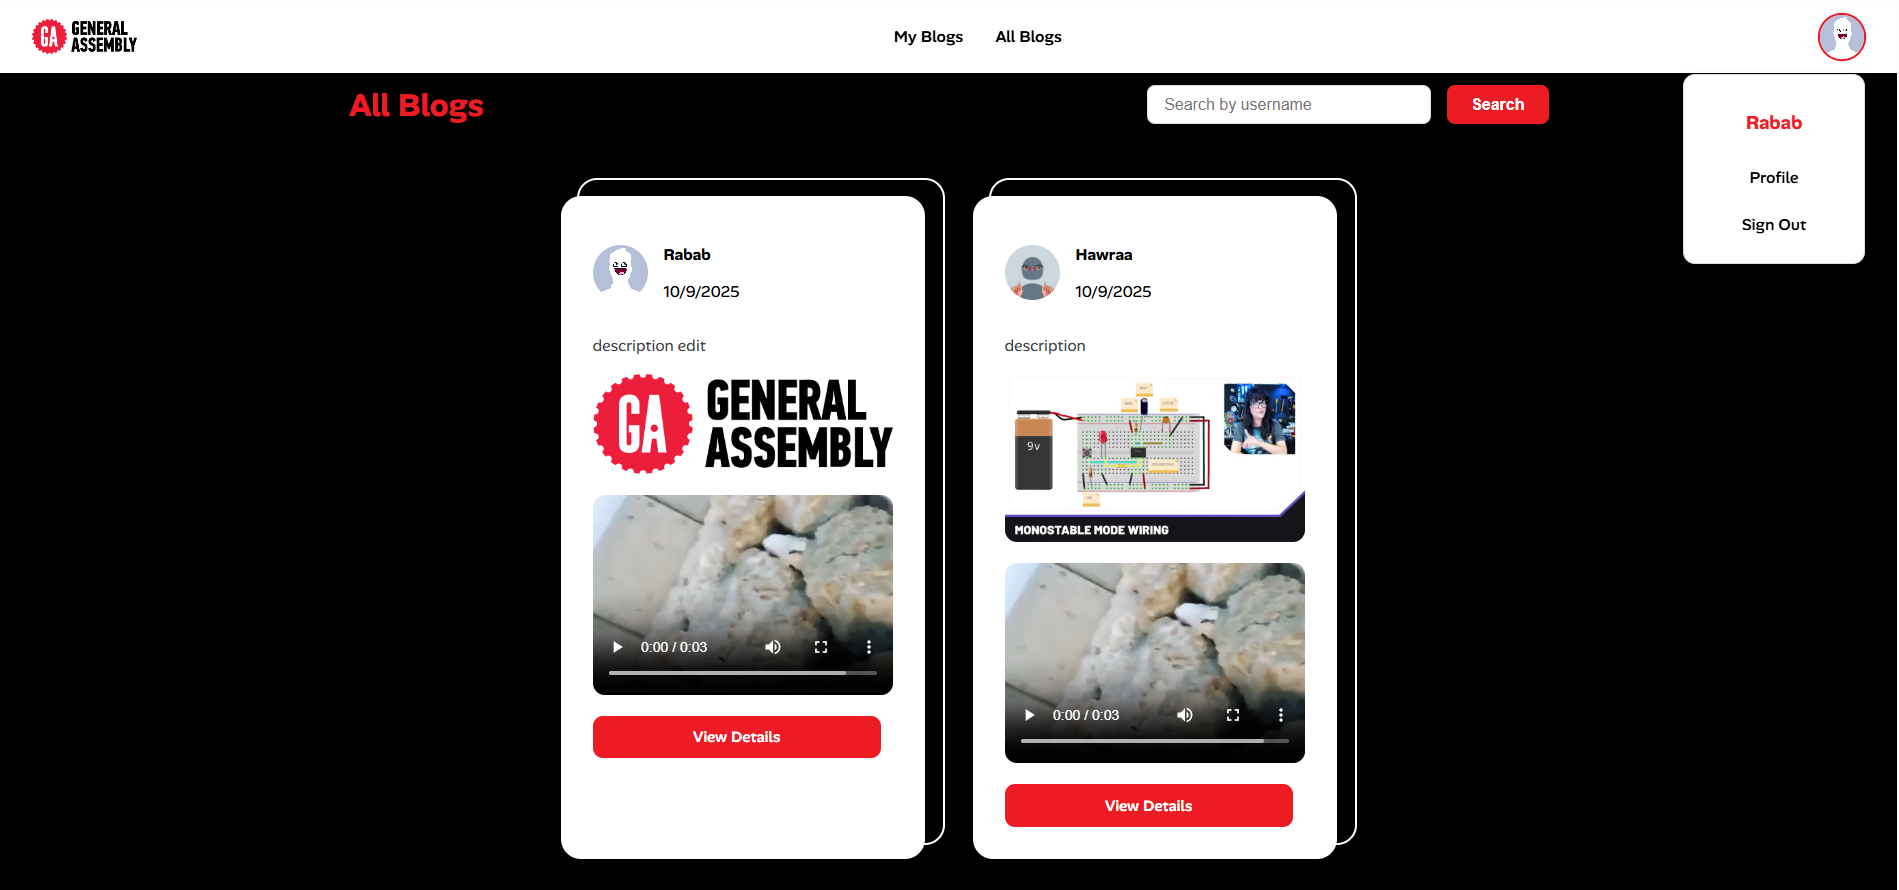 GA GENERAL
ASSEMBLY
My Blogs
All Blogs
All Blogs
Search by username
Search
Rabab
Profile
Sign Out
Rabab
10/9/2025
description edit
GA GENERAL
ASSEMBLY
0:00 / 0:03
View Details
Hawraa
10/9/2025
description
9v
MONOSTABLE MODE WIRING
0:00 / 0:03
View Details